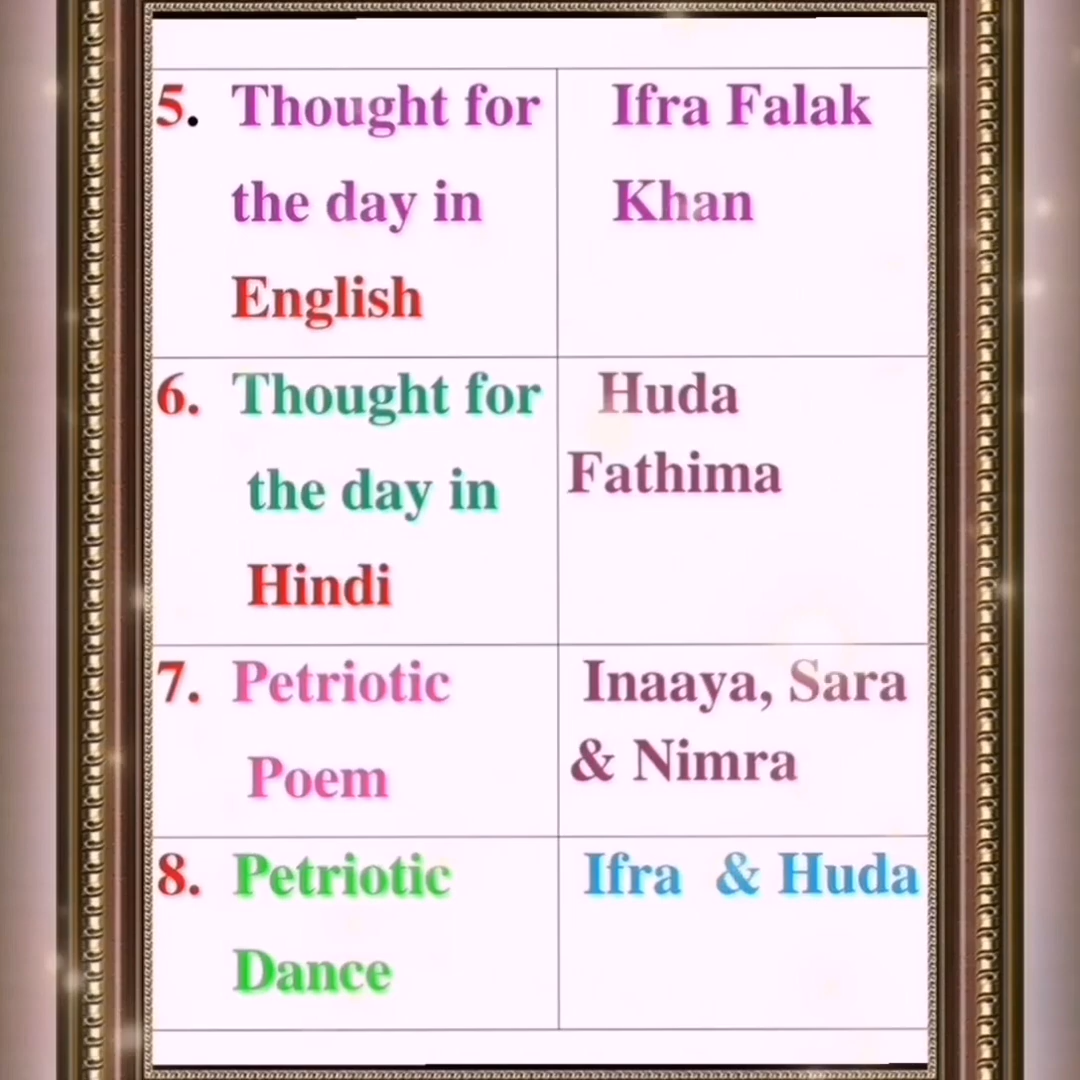 5. Thought for
the day in
English
Ifra Falak
Khan
6. Thought for
the day in
Hindi
Huda
Fathima
7. Petriotic
Poem
Inaaya, Sara
& Nimra
8. Petriotic
Dance
Ifra & Huda